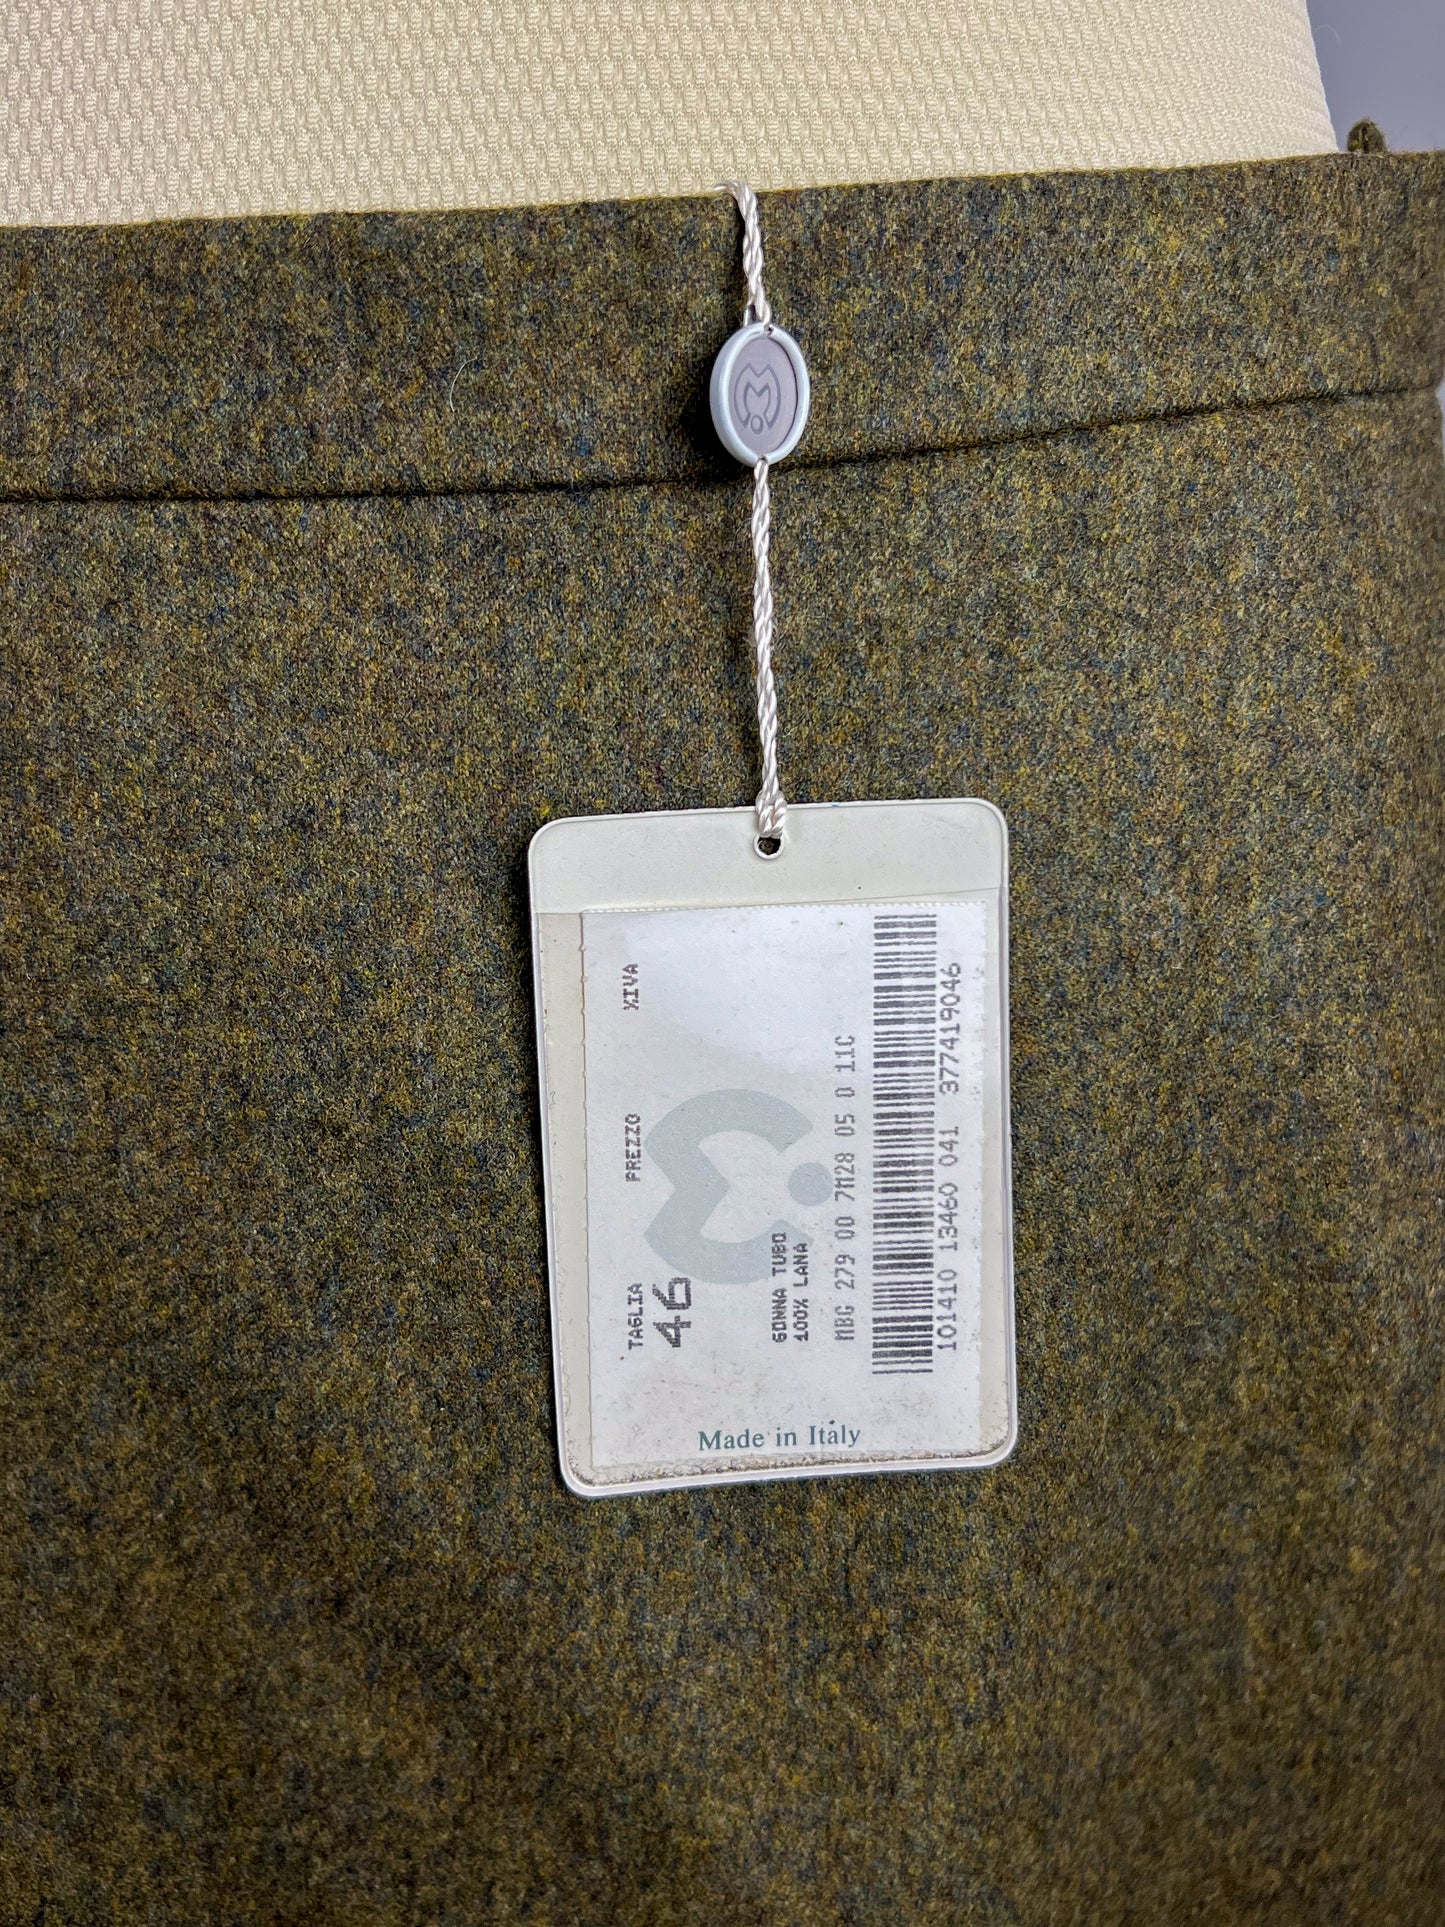 TAGLIA PREZZO %IVA
46
GONNA TUBO
100% LANA
MBG 279 00 7M28 05 0 11C
101410 13460 041 377419046
Made in Italy